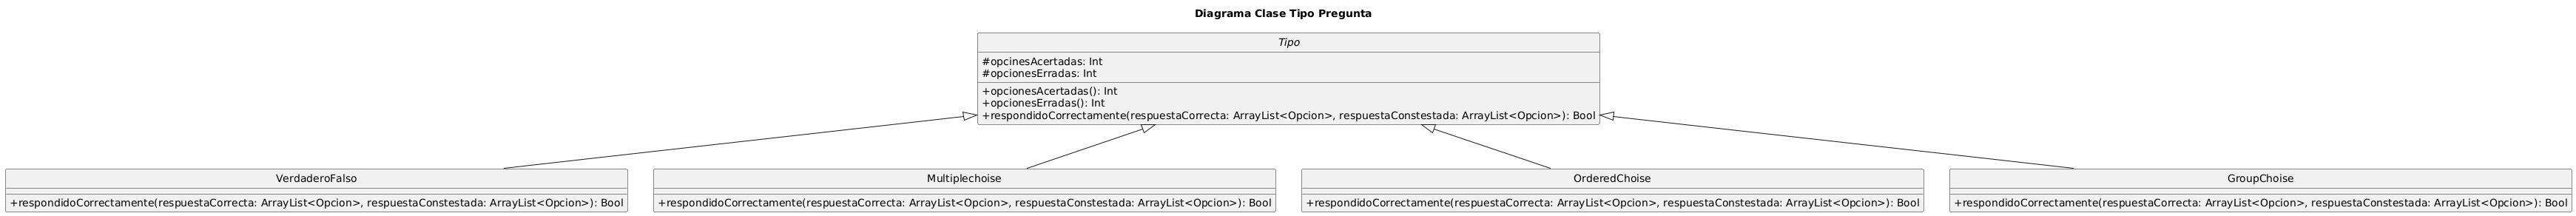 Diagrama Clase Tipo Pregunta
Tipo
#opcinesAcertadas: Int
#opcionesErradas: Int
+opcionesAcertadas(): Int
+opcionesErradas(): Int
+respondidoCorrectamente(respuestaCorrecta: ArrayList<Opcion>, respuestaConstestada: ArrayList<Opcion>): Bool
VerdaderoFalso
+respondidoCorrectamente(respuestaCorrecta: ArrayList<Opcion>, respuestaConstestada: ArrayList<Opcion>): Bool
Multiplechoise
+respondidoCorrectamente(respuestaCorrecta: ArrayList<Opcion>, respuestaConstestada: ArrayList<Opcion>): Bool
OrderedChoise
+respondidoCorrectamente(respuestaCorrecta: ArrayList<Opcion>, respuestaConstestada: ArrayList<Opcion>): Bool
GroupChoise
+respondidoCorrectamente(respuestaCorrecta: ArrayList<Opcion>, respuestaConstestada: ArrayList<Opcion>): Bool